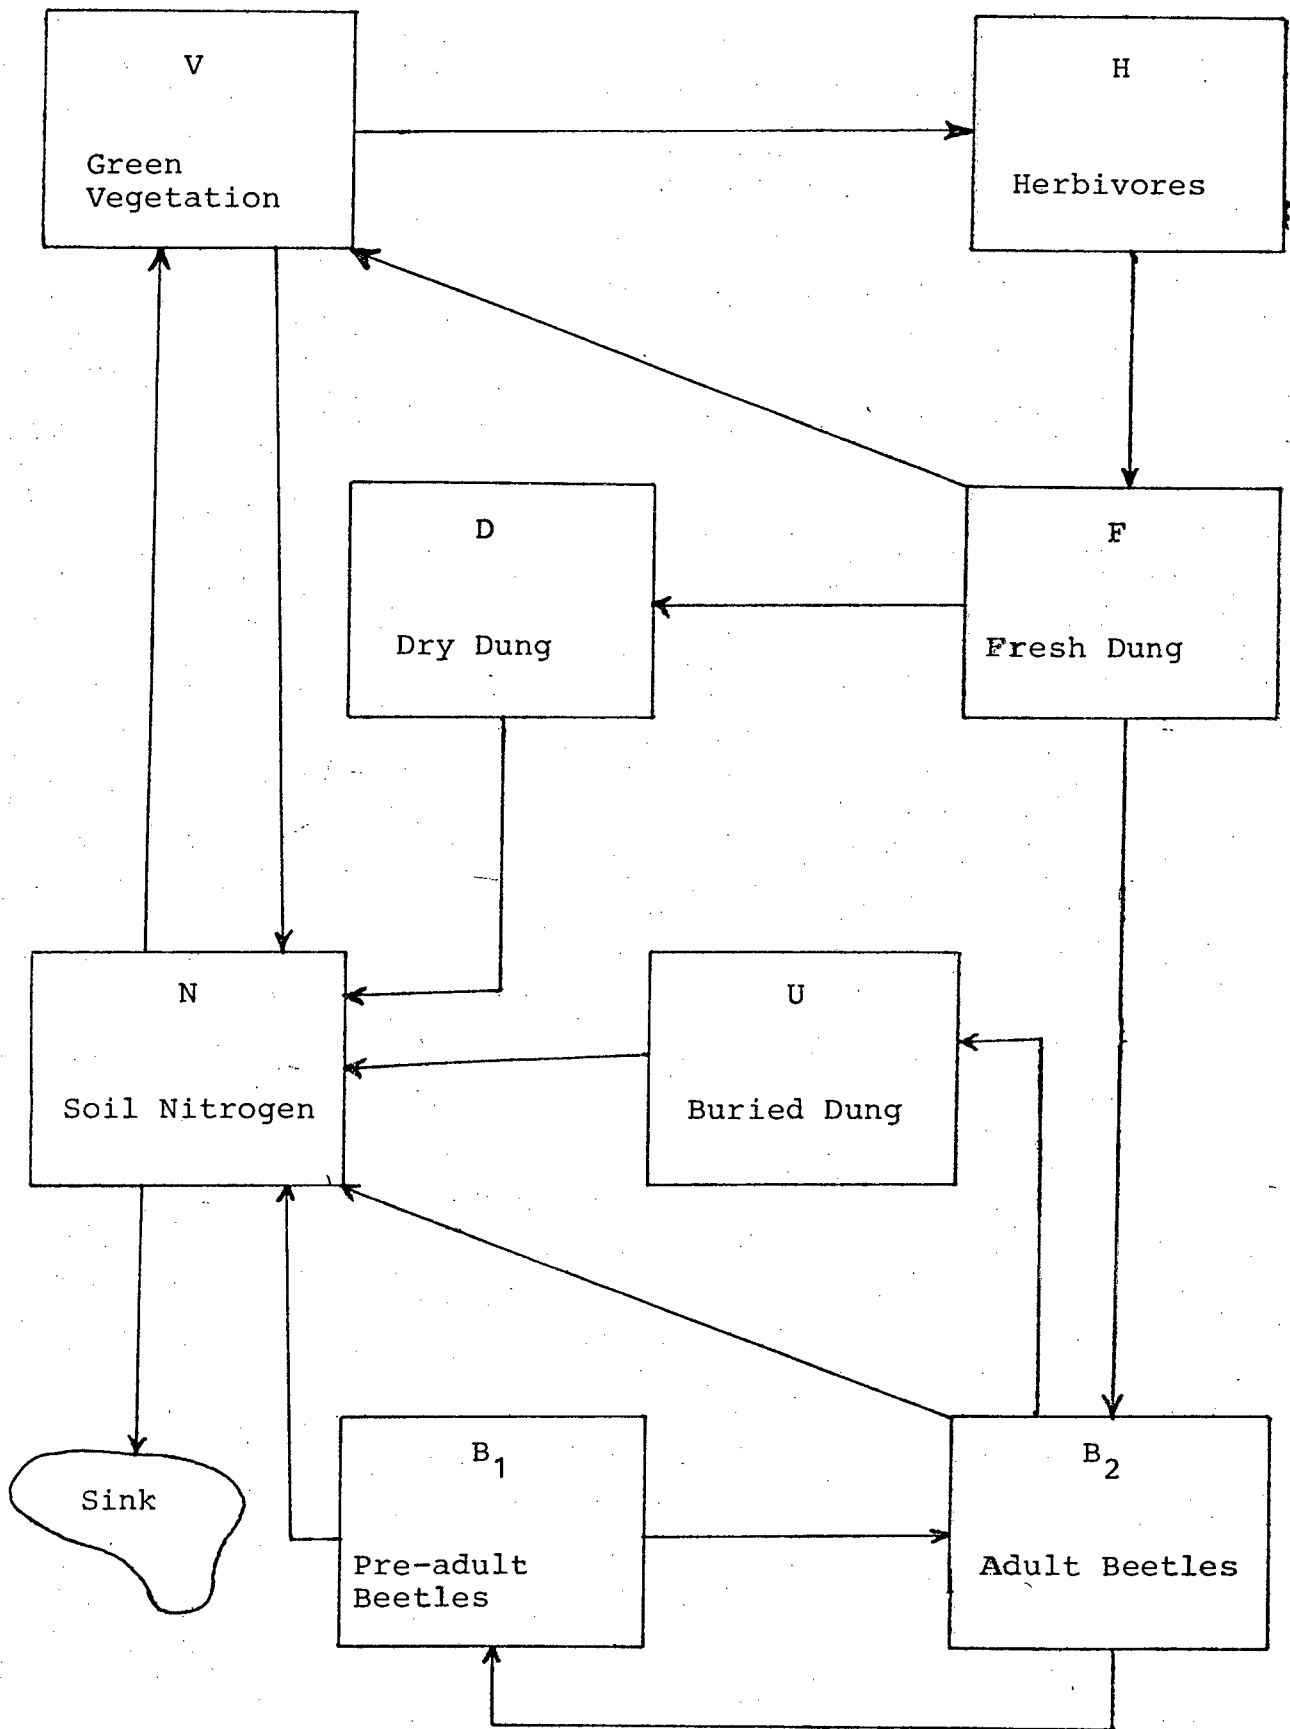 V
Green
Vegetation
H
Herbivores
D
Dry Dung
F
Fresh Dung
N
Soil Nitrogen
U
Buried Dung
Sink
B1
Pre-adult
Beetles
B2
Adult Beetles